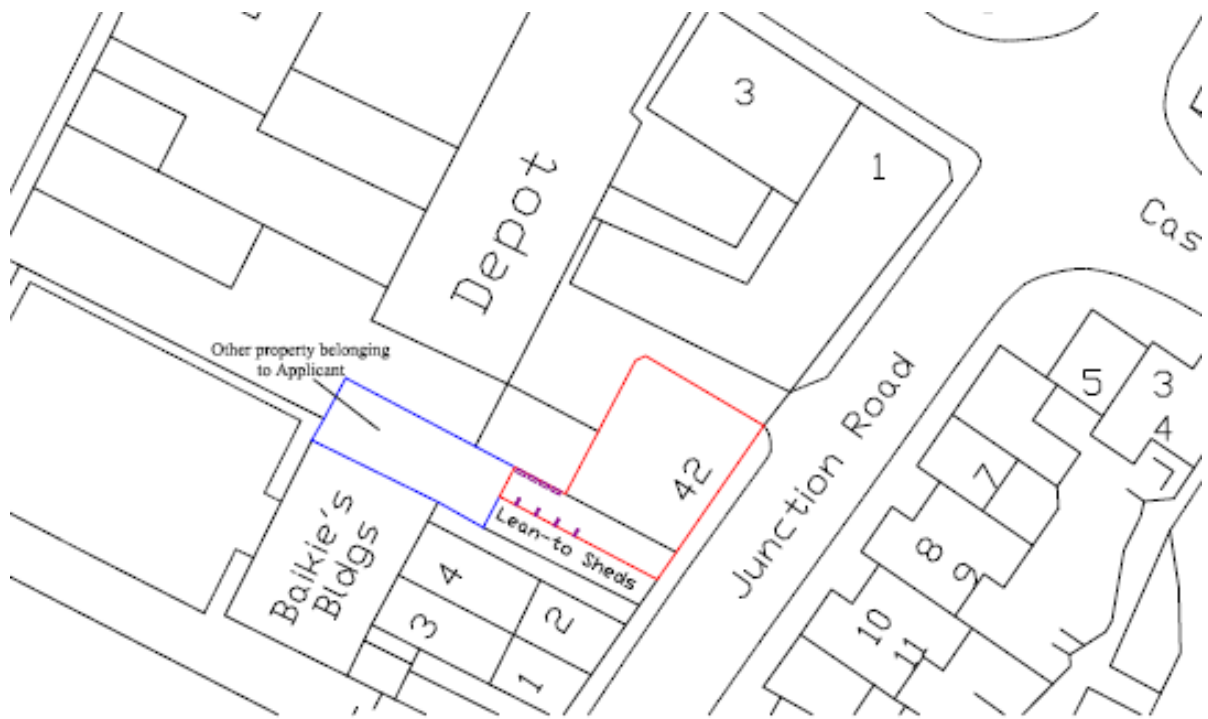 3
1
Depot
Cas
Other property belonging
to Applicant
5
3
4
42
Junction Road
7
Lean-to Sheds
Baikie's
Bldgs
8
9
4
2
3
1
10
11